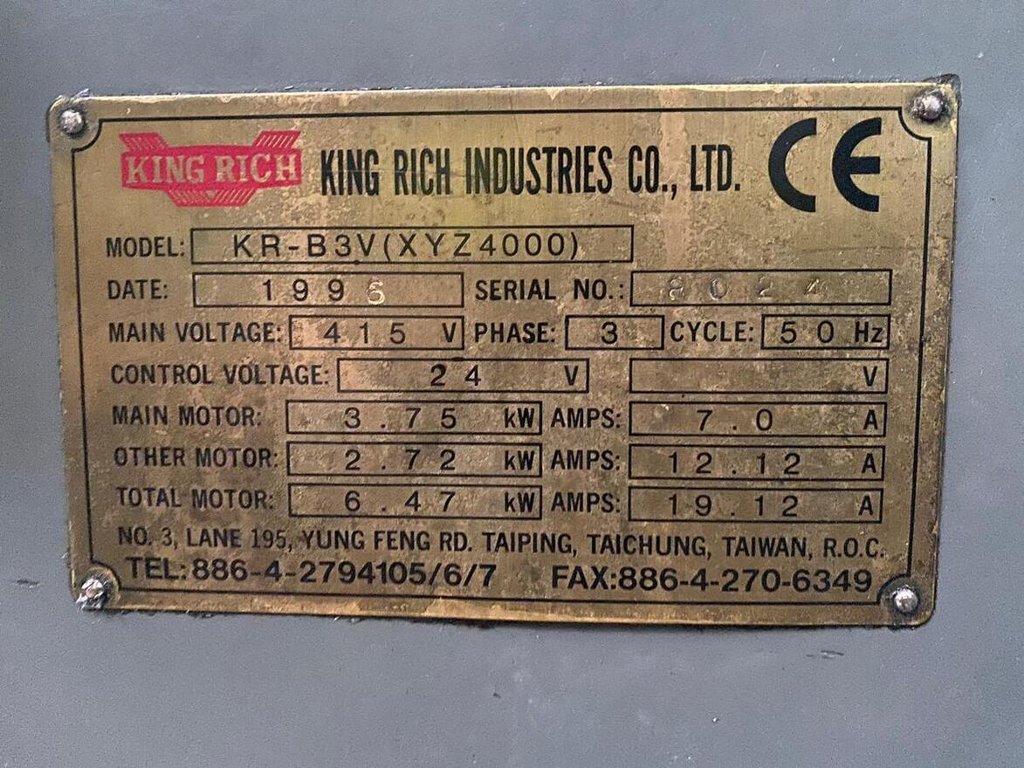 KING RICH KING RICH INDUSTRIES CO., LTD. CE
MODEL: KR-B3V(XYZ4000)
DATE: 1996 SERIAL NO.: 8024
MAIN VOLTAGE: 415 V PHASE: 3 CYCLE: 50 Hz
CONTROL VOLTAGE: 24 V V
MAIN MOTOR: 3.75 kW AMPS: 7.0 A
OTHER MOTOR: 2.72 kW AMPS: 12.12 A
TOTAL MOTOR: 6.47 kW AMPS: 19.12 A
NO. 3, LANE 195, YUNG FENG RD. TAIPING, TAICHUNG, TAIWAN, R.O.C.
TEL:886-4-2794105/6/7 FAX:886-4-270-6349